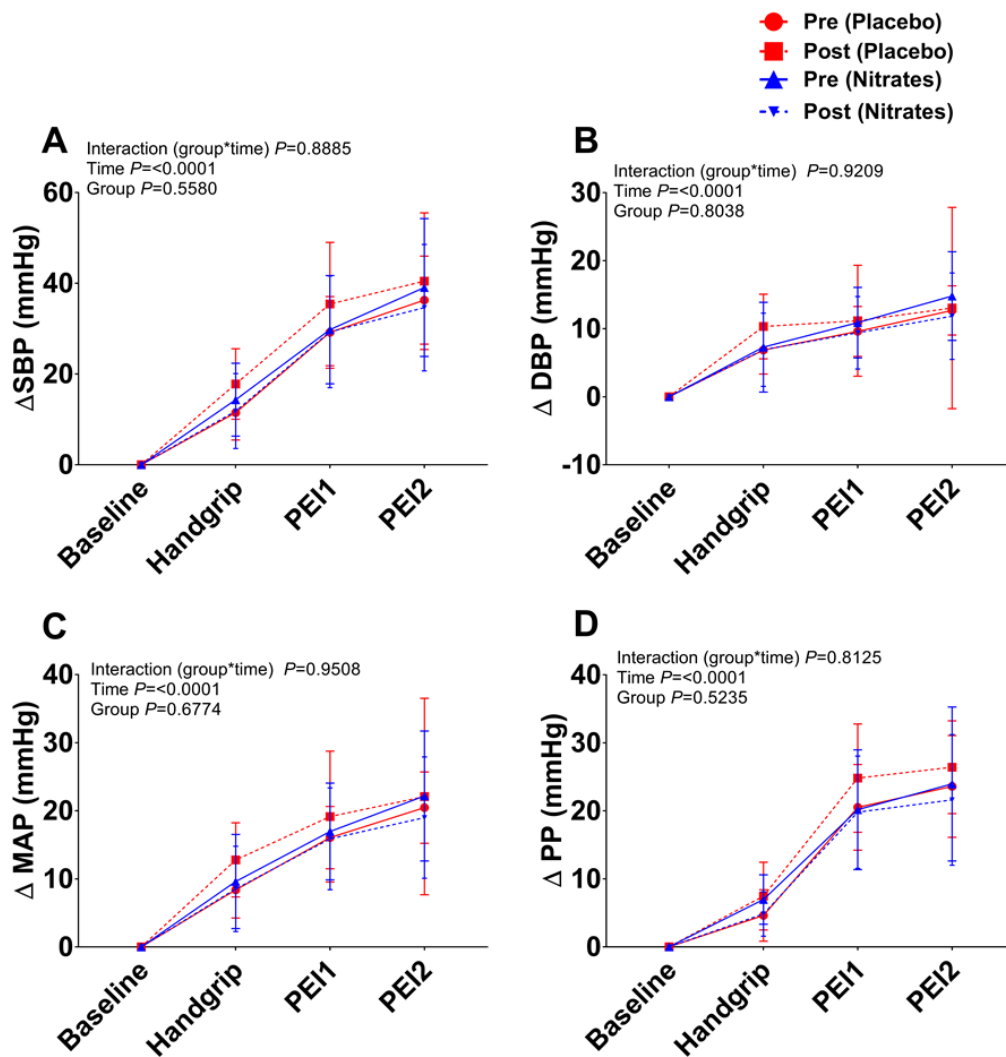 Pre (Placebo)
Post (Placebo)
Pre (Nitrates)
Post (Nitrates)
A
Interaction (group*time) P=0.8885
Time P=<0.0001
Group P=0.5580
60
40
20
0
ΔSBP (mmHg)
Baseline
Handgrip
PEI1
PEI2
B
Interaction (group*time) P=0.9209
Time P=<0.0001
Group P=0.8038
30
20
10
0
-10
Δ DBP (mmHg)
Baseline
Handgrip
PEI1
PEI2
C
Interaction (group*time) P=0.9508
Time P=<0.0001
Group P=0.6774
40
30
20
10
0
Δ MAP (mmHg)
Baseline
Handgrip
PEI1
PEI2
D
Interaction (group*time) P=0.8125
Time P=<0.0001
Group P=0.5235
40
30
20
10
0
Δ PP (mmHg)
Baseline
Handgrip
PEI1
PEI2